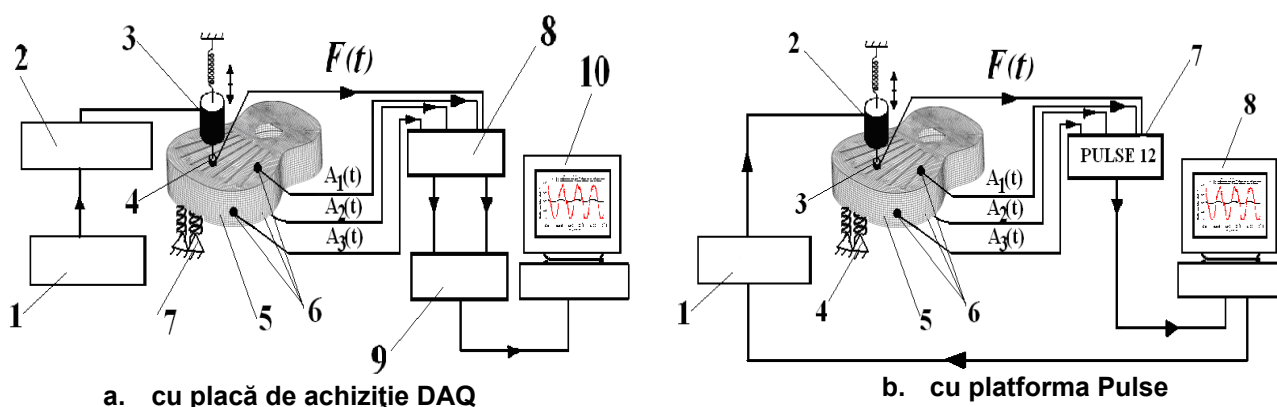 3
2
F(t)
8
10
4
A1(t)
A2(t)
A3(t)
1
7
5
6
9
a. cu placă de achiziţie DAQ
2
F(t)
7
8
PULSE 12
3
A1(t)
A2(t)
A3(t)
1
4
5
6
b. cu platforma Pulse